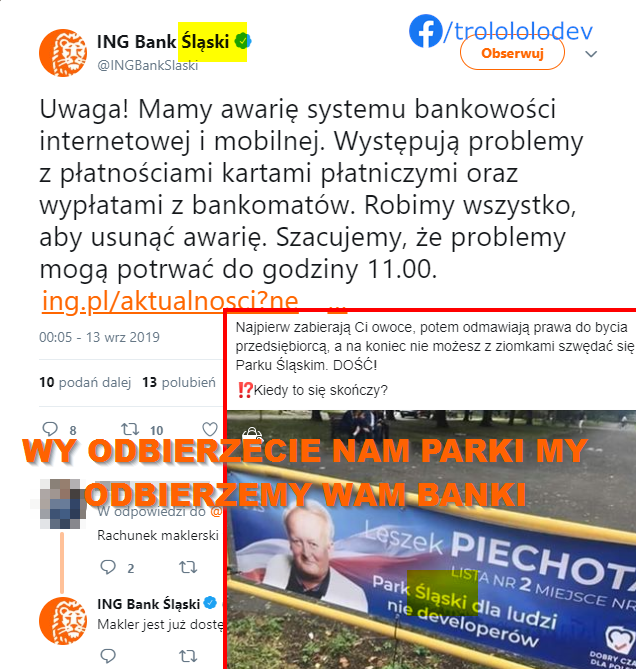 /trolololodev
ING Bank Śląski
@INGBankSlaski
Obserwuj
Uwaga! Mamy awarię systemu bankowości
internetowej i mobilnej. Występują problemy
z płatnościami kartami płatniczymi oraz
wypłatami z bankomatów. Robimy wszystko,
aby usunąć awarię. Szacujemy, że problemy
mogą potrwać do godziny 11.00.
ing.pl/aktualnosci?ne
00:05 - 13 wrz 2019
10 podań dalej 13 polubień
8 10
Najpierw zabierają Ci owoce, potem odmawiają prawa do bycia
przedsiębiorcą, a na koniec nie możesz z ziomkami szwędać się
Parku Śląskim. DOŚĆ!
⁉️Kiedy to się skończy?
WY ODBIERZECIE NAM PARKI MY
ODBIERZEMY WAM BANKI
W odpowiedzi do @
Rachunek maklerski
2
ING Bank Śląski
Makler jest już dostę
Leszek PIECHOTA
LISTA NR 2 MIEJSCE NR
Park Śląski dla ludzi
nie developerów
DOBRY CZA
DLA POL